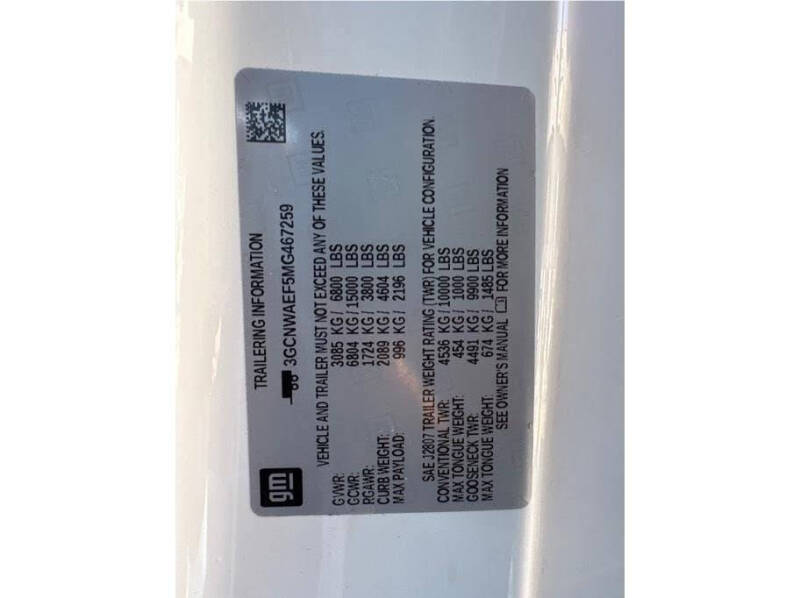 gm
TRAILERING INFORMATION
3GCNWAEF5MG467259
VEHICLE AND TRAILER MUST NOT EXCEED ANY OF THESE VALUES.
GVWR: 3085 KG / 6800 LBS
GCWR: 6804 KG / 15000 LBS
RGAWR: 1724 KG / 3800 LBS
CURB WEIGHT: 2089 KG / 4604 LBS
MAX PAYLOAD: 996 KG / 2196 LBS
SAE J2807 TRAILER WEIGHT RATING (TWR) FOR VEHICLE CONFIGURATION.
CONVENTIONAL TWR: 4536 KG / 10000 LBS
MAX TONGUE WEIGHT: 454 KG / 1000 LBS
GOOSENECK TWR: 4491 KG / 9900 LBS
MAX TONGUE WEIGHT: 674 KG / 1485 LBS
SEE OWNER'S MANUAL FOR MORE INFORMATION